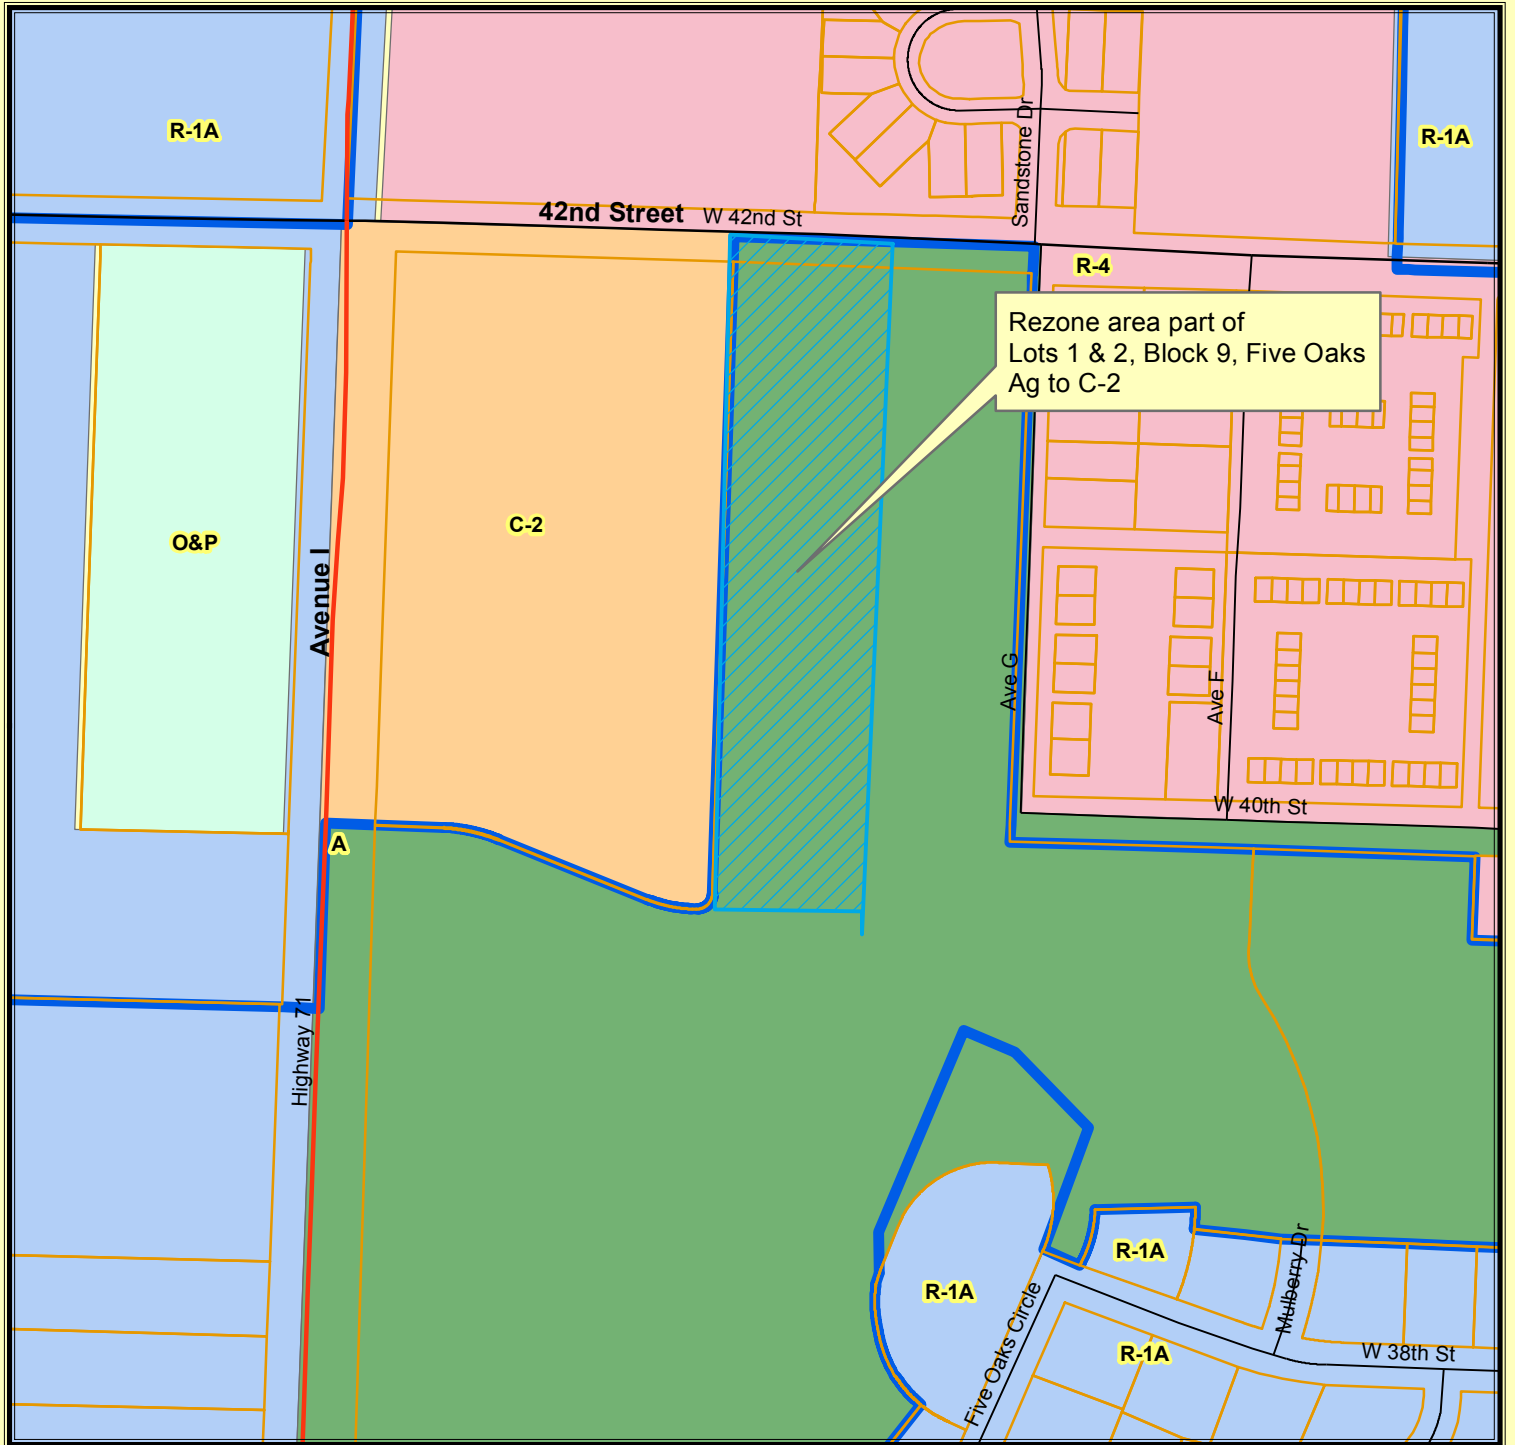 R-1A
R-1A
Sandstone Dr
42nd Street
W 42nd St
R-4
Rezone area part of
Lots 1 & 2, Block 9, Five Oaks
Ag to C-2
C-2
O&P
Avenue I
Ave G
Ave F
W 40th St
A
Highway 71
R-1A
R-1A
Mulberry Dr
Five Oaks Circle
R-1A
W 38th St